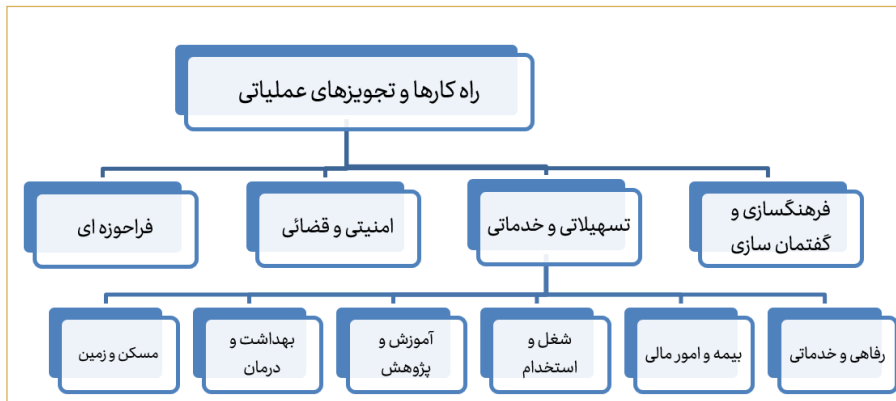 راه کارها و تجویزهای عملیاتی
فرهنگسازی و
گفتمان سازی
تسهیلاتی و خدماتی
امنیتی و قضائی
فراحوزه ای
رفاهی و خدماتی
بیمه و امور مالی
شغل و
استخدام
آموزش و
پژوهش
بهداشت و
درمان
مسکن و زمین